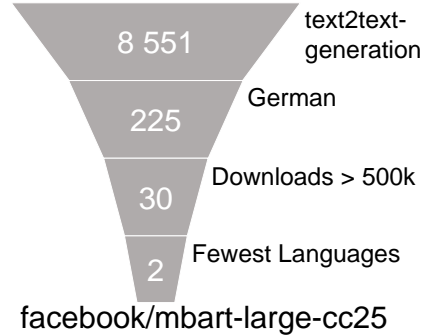 8 551
text2text-
generation
225
German
30
Downloads > 500k
2
Fewest Languages
facebook/mbart-large-cc25